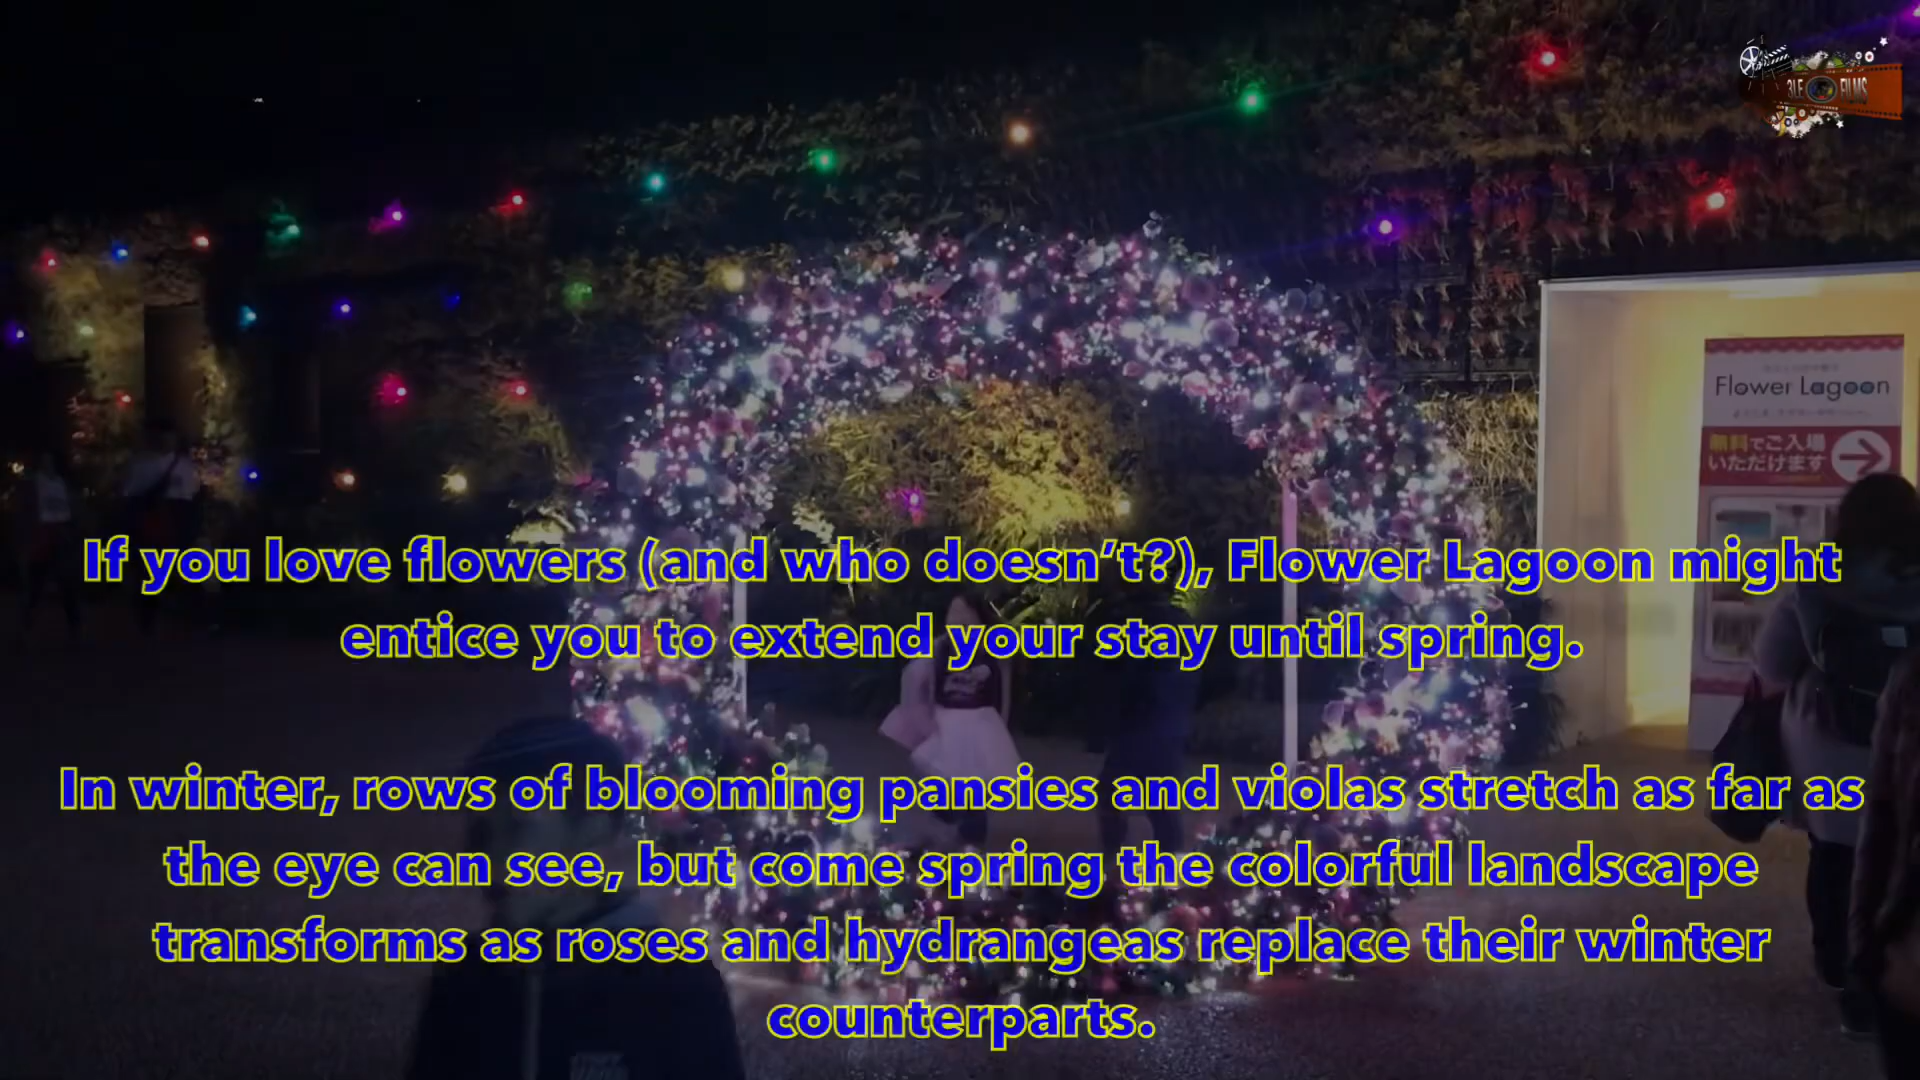 3LE FILMS
Flower Lagoon
無料でご入場
いただけます
If you love flowers (and who doesn’t?), Flower Lagoon might
entice you to extend your stay until spring.
In winter, rows of blooming pansies and violas stretch as far as
the eye can see, but come spring the colorful landscape
transforms as roses and hydrangeas replace their winter
counterparts.